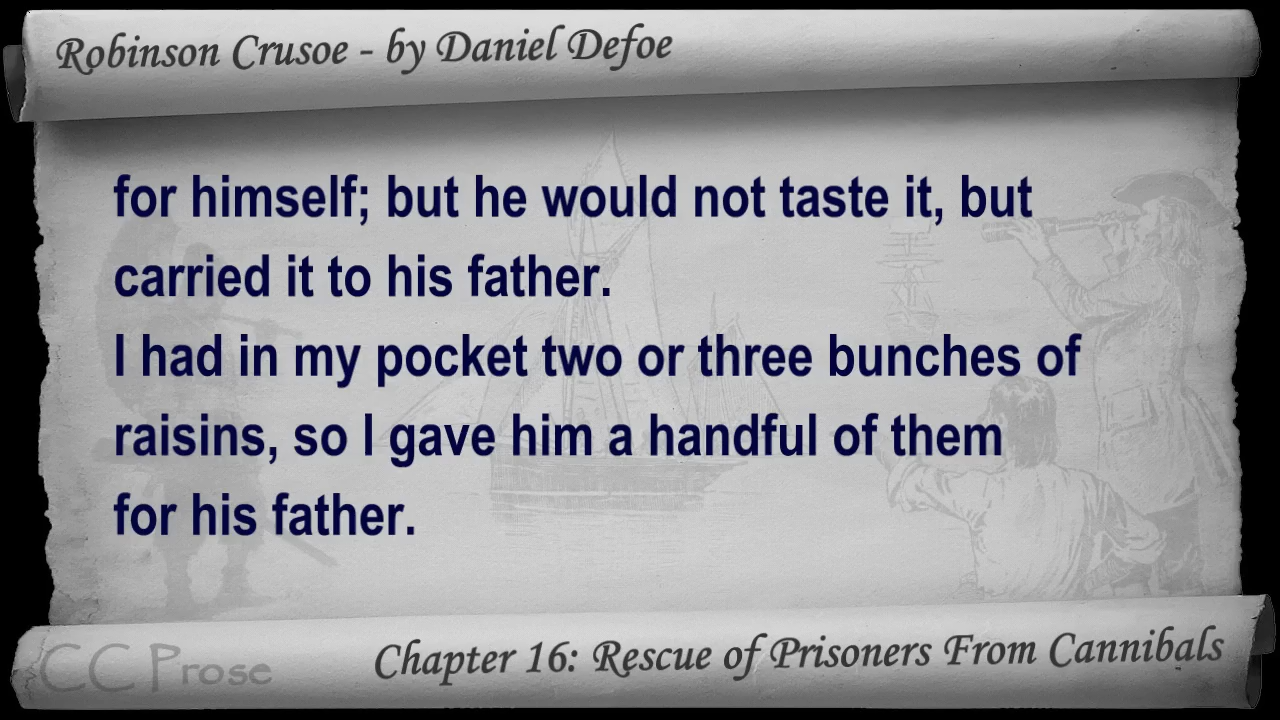 Robinson Crusoe - by Daniel Defoe
for himself; but he would not taste it, but
carried it to his father.
I had in my pocket two or three bunches of
raisins, so I gave him a handful of them
for his father.
CC Prose
Chapter 16: Rescue of Prisoners From Cannibals